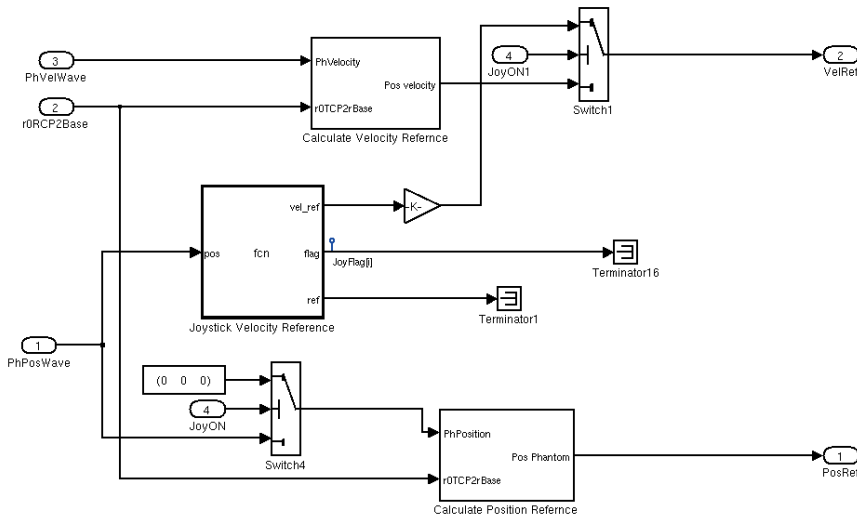 3
PhVelWave
2
r0RCP2Base
PhVelocity
r0TCP2rBase
Pos velocity
Calculate Velocity Refernce
4
JoyON1
Switch1
2
VelRef
pos
fcn
vel_ref
flag
ref
Joystick Velocity Reference
-K-
JoyFlag[i]
Terminator16
Terminator1
1
PhPosWave
(0 0 0)
4
JoyON
Switch4
PhPosition
r0TCP2rBase
Pos Phantom
Calculate Position Refernce
1
PosRef